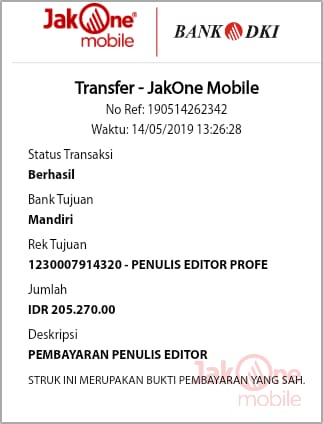 JakOne®
mobile
BANK DKI
Transfer - JakOne Mobile
No Ref: 190514262342
Waktu: 14/05/2019 13:26:28
Status Transaksi
Berhasil
Bank Tujuan
Mandiri
Rek Tujuan
1230007914320 - PENULIS EDITOR PROFE
Jumlah
IDR 205.270.00
Deskripsi
PEMBAYARAN PENULIS EDITOR
STRUK INI MERUPAKAN BUKTI PEMBAYARAN YANG SAH.
JakOne
mobile